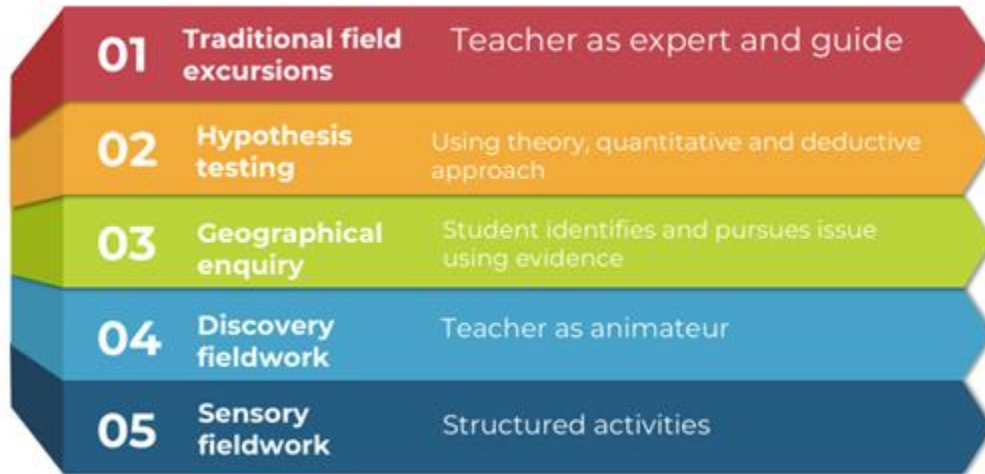 01
Traditional field
excursions
Teacher as expert and guide
02
Hypothesis
testing
Using theory, quantitative and deductive
approach
03
Geographical
enquiry
Student identifies and pursues issue
using evidence
04
Discovery
fieldwork
Teacher as animateur
05
Sensory
fieldwork
Structured activities